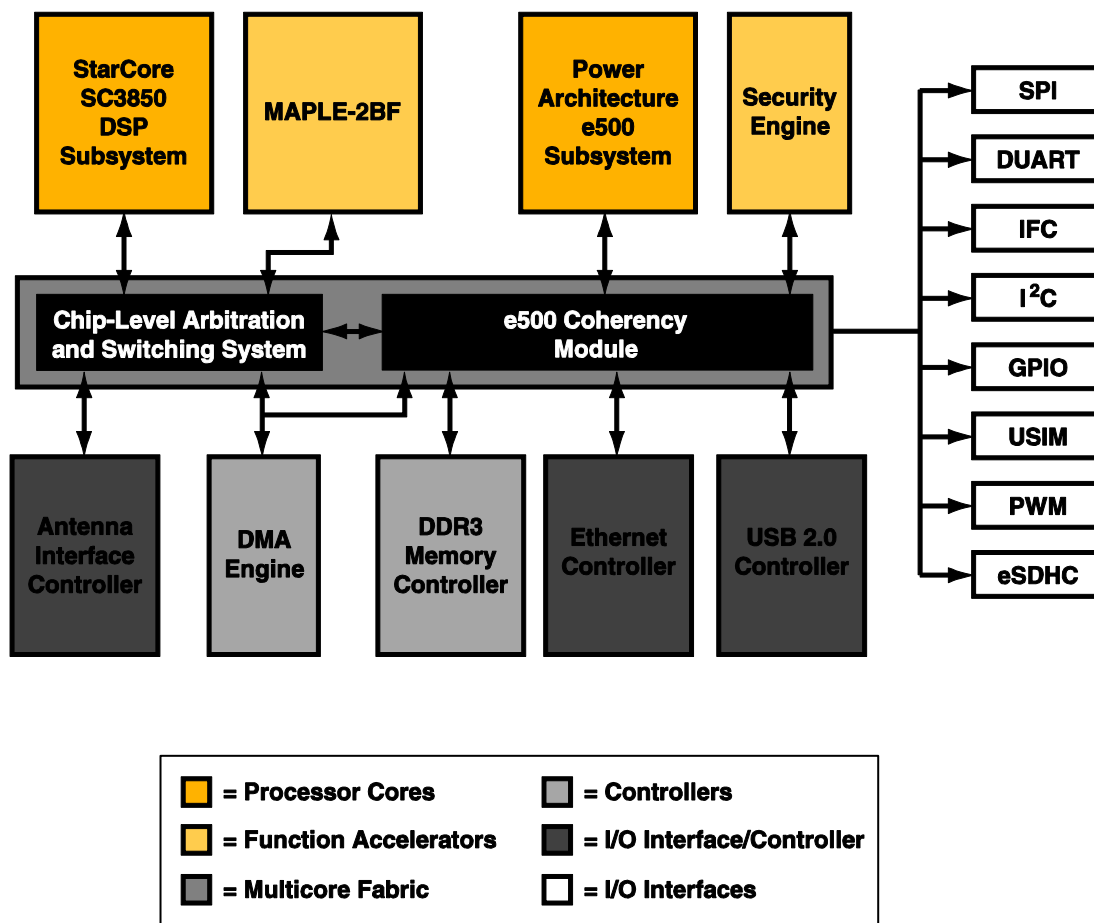 StarCore
SC3850
DSP
Subsystem
MAPLE-2BF
Power
Architecture
e500
Subsystem
Security
Engine
SPI
DUART
IFC
I²C
GPIO
USIM
PWM
eSDHC
Chip-Level Arbitration
and Switching System
e500 Coherency
Module
Antenna
Interface
Controller
DMA
Engine
DDR3
Memory
Controller
Ethernet
Controller
USB 2.0
Controller
= Processor Cores
= Function Accelerators
= Multicore Fabric
= Controllers
= I/O Interface/Controller
= I/O Interfaces